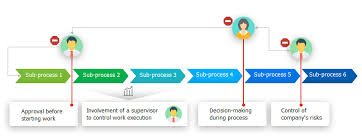 Sub-process 1
Sub-process 2
Sub-process 3
Sub-process 4
Sub-process 5
Sub-process 6
Approval before
starting work
Involvement of a supervisor
to control work execution
Decision-making
during process
Control of
company's risks